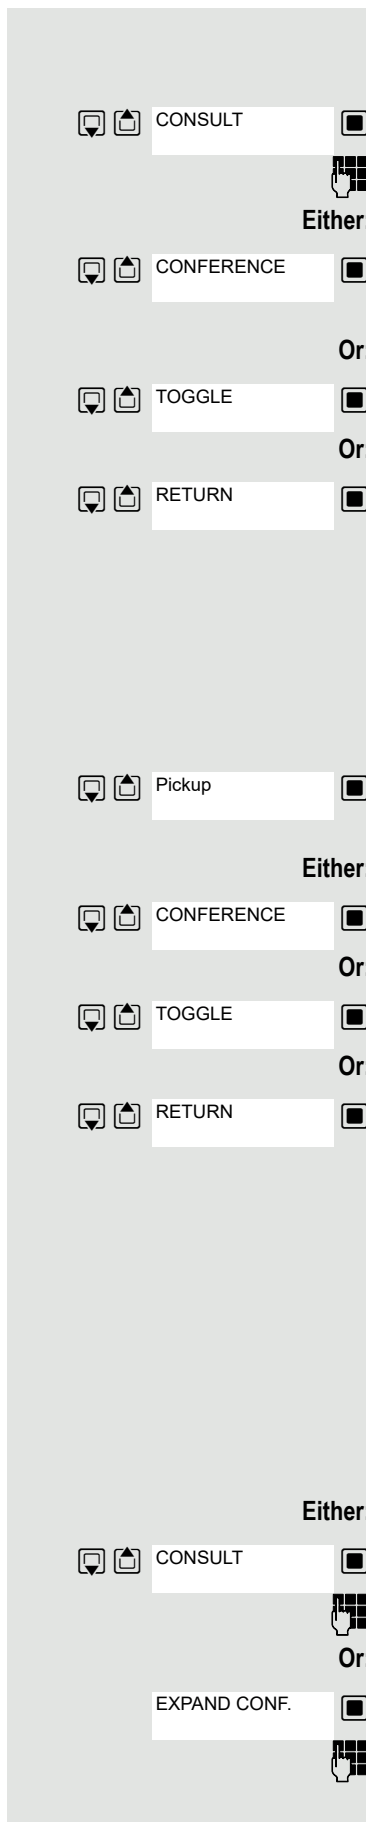 CONSULT
Either:
CONFERENCE
Or:
TOGGLE
Or:
RETURN
Pickup
Either:
CONFERENCE
Or:
TOGGLE
Or:
RETURN
Either:
CONSULT
Or:
EXPAND CONF.